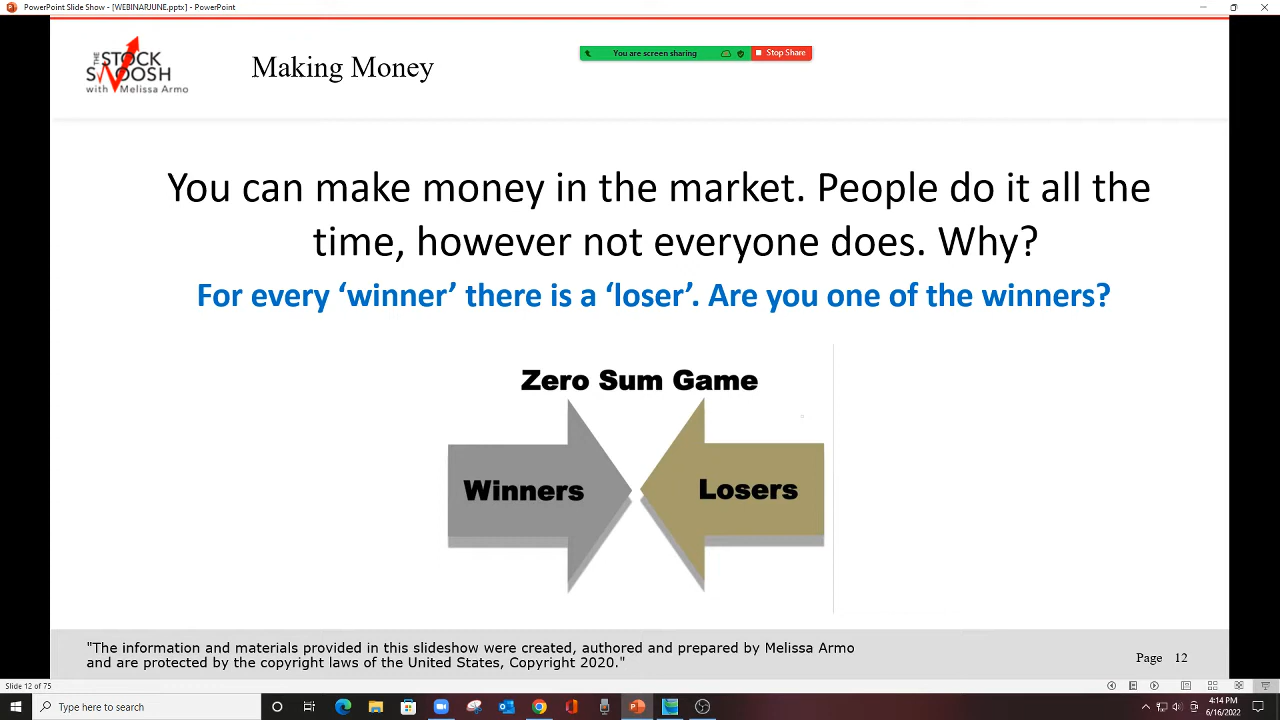 PowerPoint Slide Show - [WEBINARJUNE.pptx] - PowerPoint
THE
STOCK
SWOOSH
with Melissa Armo
Making Money
You are screen sharing
Stop Share
You can make money in the market. People do it all the
time, however not everyone does. Why?
For every ‘winner’ there is a ‘loser’. Are you one of the winners?
Zero Sum Game
Winners
Losers
"The information and materials provided in this slideshow were created, authored and prepared by Melissa Armo
and are protected by the copyright laws of the United States, Copyright 2020."
Page 12
Slide 12 of 75
Type here to search
4:14 PM
6/16/2022